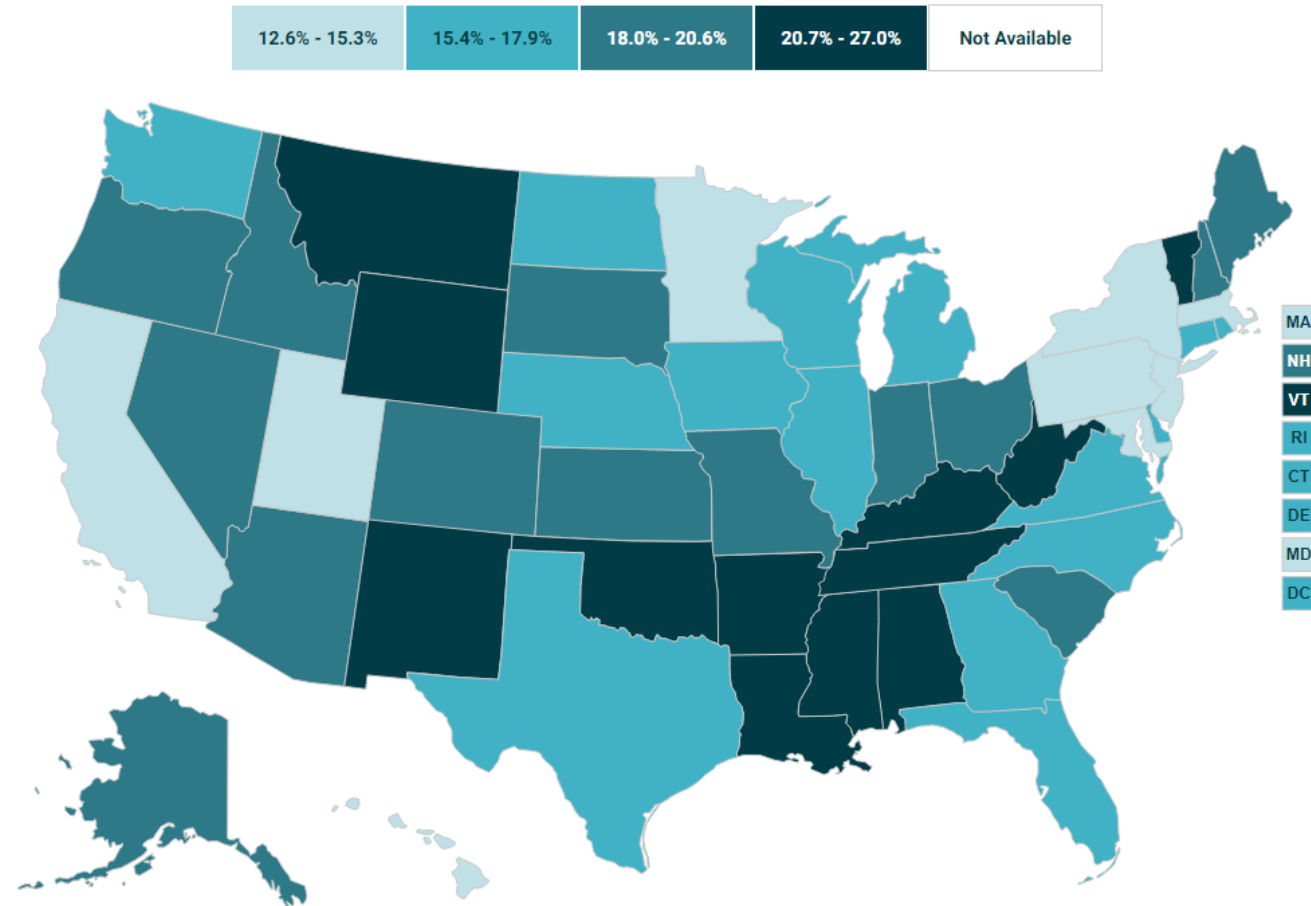 12.6% - 15.3%
15.4% - 17.9%
18.0% - 20.6%
20.7% - 27.0%
Not Available
MA
NH
VT
RI
CT
DE
MD
DC